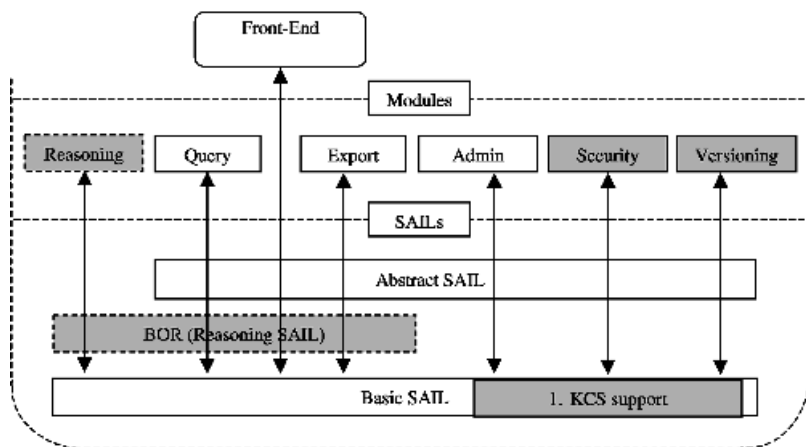 Front-End
Modules
Reasoning
Query
Export
Admin
Security
Versioning
SAILs
Abstract SAIL
BOR (Reasoning SAIL)
Basic SAIL
1. KCS support